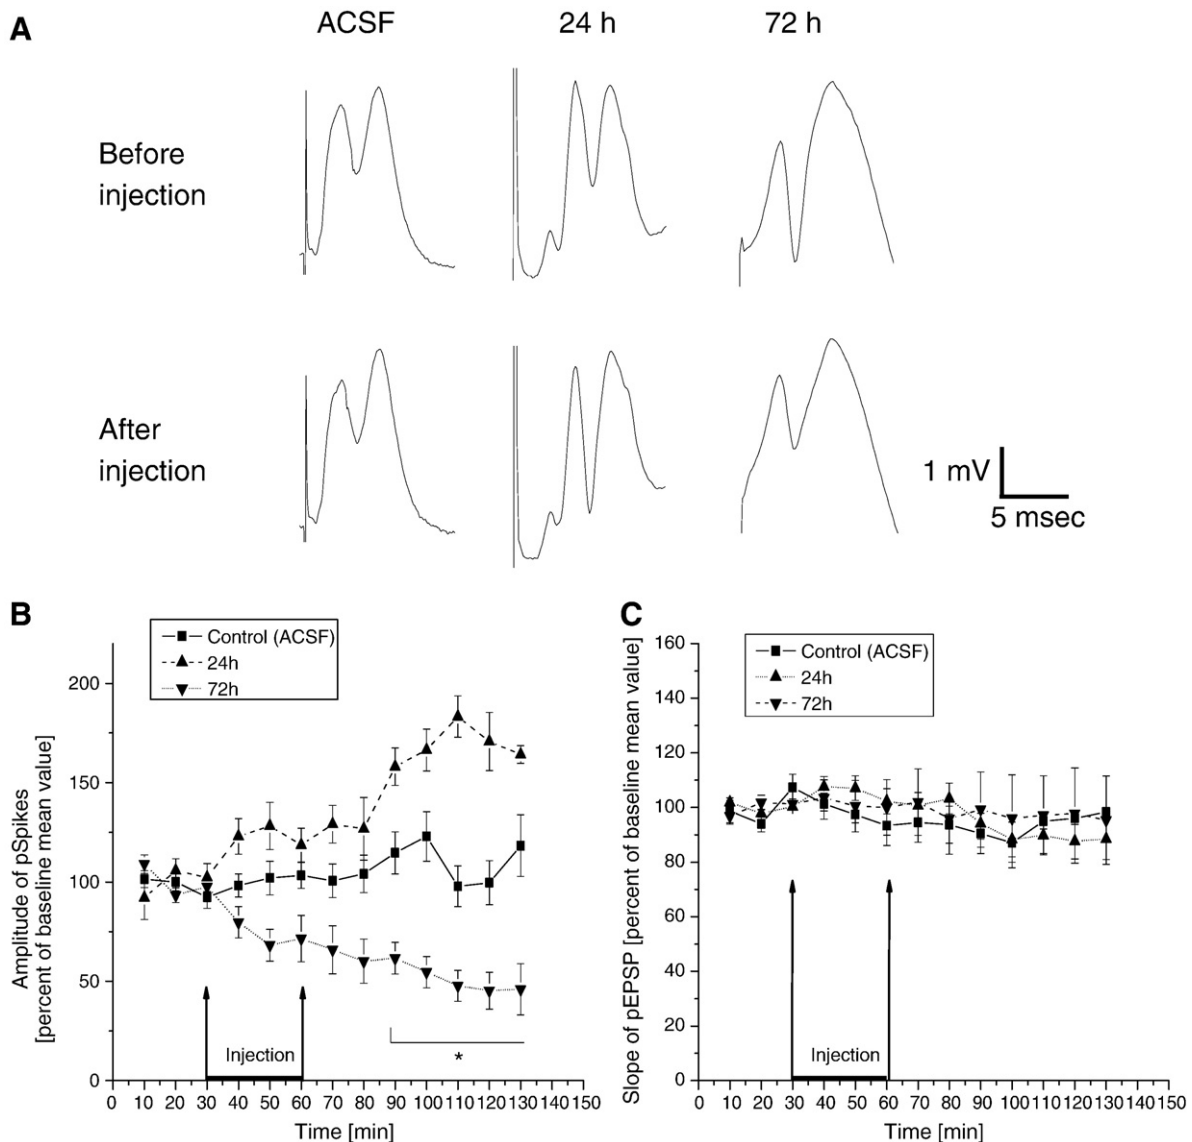 A
ACSF 24 h 72 h
Before
injection
After
injection
1 mV
5 msec
B
Control (ACSF)
24h
72h
Amplitude of pSpikes
[percent of baseline mean value]
200
150
100
50
0
Injection
*
0 10 20 30 40 50 60 70 80 90 100 110 120 130 140 150
Time [min]
C
Control (ACSF)
24h
72h
Slope of pEPSP [percent of baseline mean value]
160
140
120
100
80
60
40
20
0
Injection
0 10 20 30 40 50 60 70 80 90 100 110 120 130 140 150
Time [min]